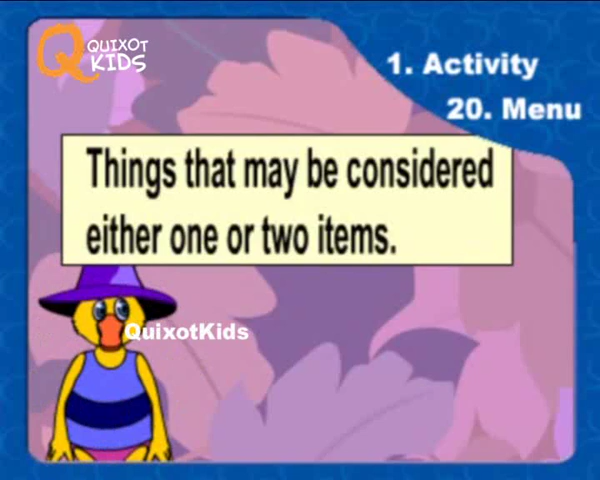 QUIXOT
KIDS
1. Activity
20. Menu
Things that may be considered
either one or two items.
QuixotKids